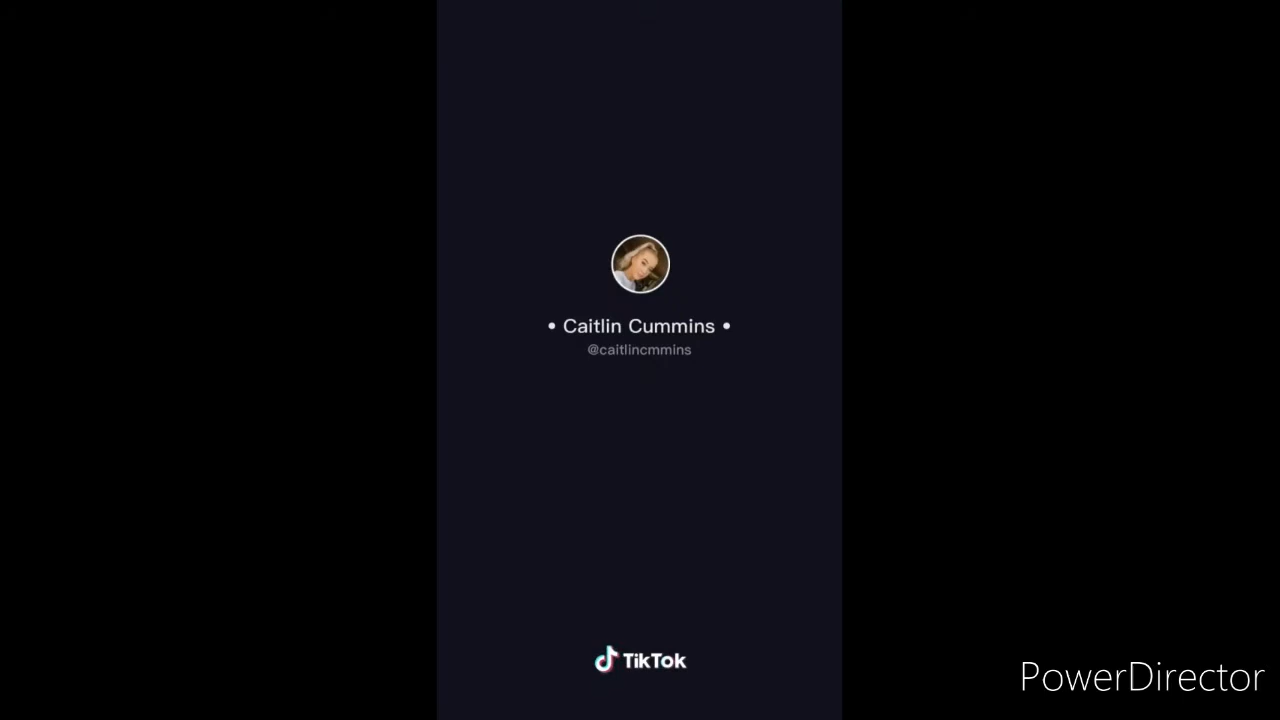 • Caitlin Cummins •
@caitlincmmins
TikTok
PowerDirector